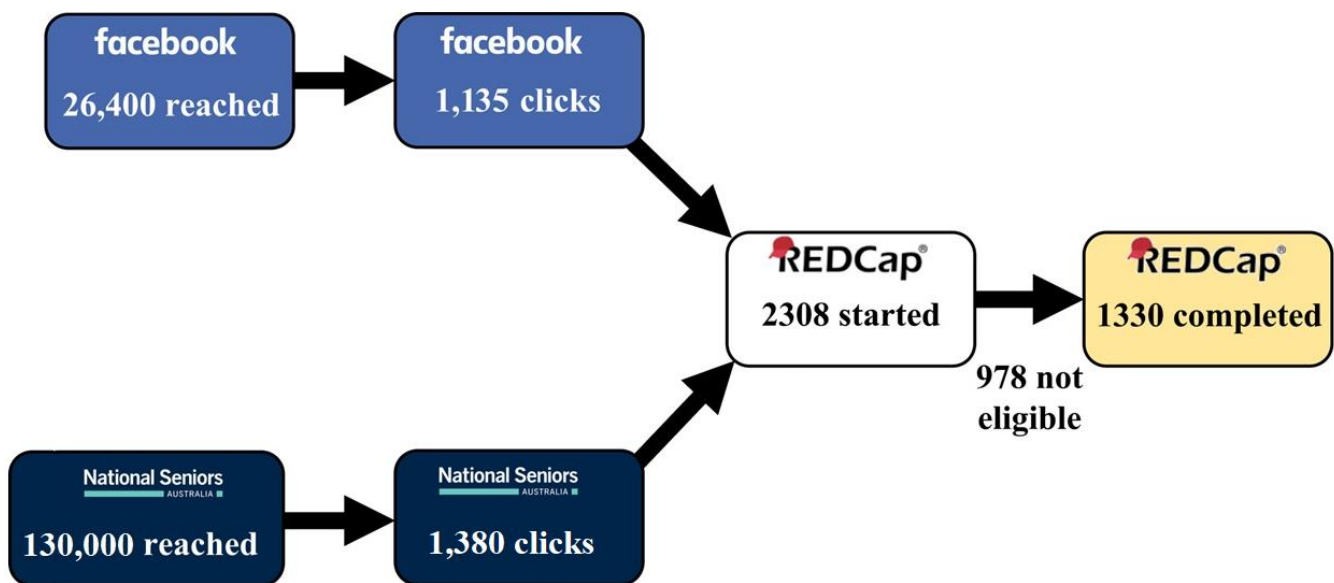 facebook
26,400 reached
facebook
1,135 clicks
REDCap®
2308 started
REDCap®
1330 completed
978 not
eligible
National Seniors
AUSTRALIA
130,000 reached
National Seniors
AUSTRALIA
1,380 clicks